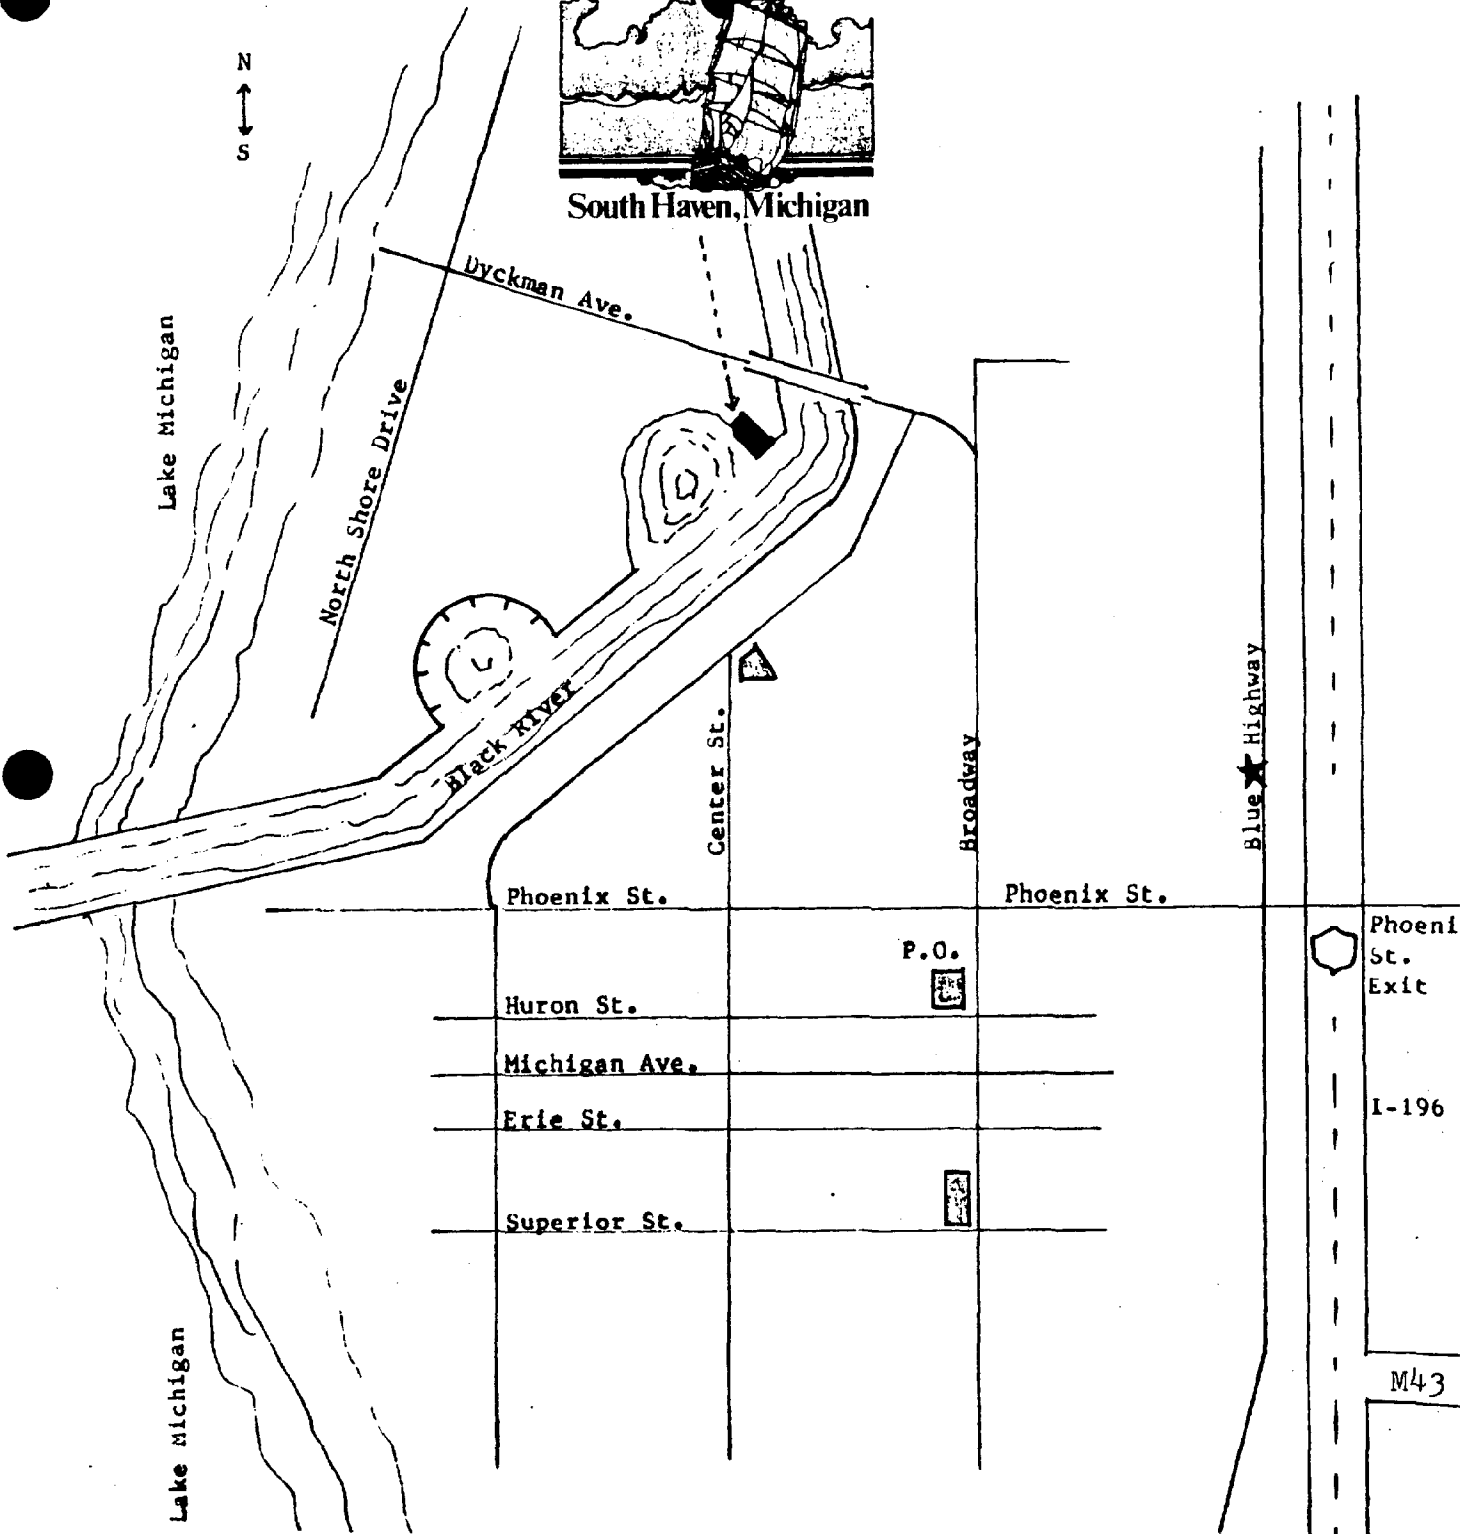 N
S
South Haven, Michigan
Dyckman Ave.
Lake Michigan
North Shore Drive
Black River
Center St.
Broadway
Blue ★ Highway
Phoenix St.
Phoenix St.
Phoeni
St.
Exit
P.O.
Huron St.
Michigan Ave.
Erie St.
I-196
Superior St.
M43
Lake Michigan